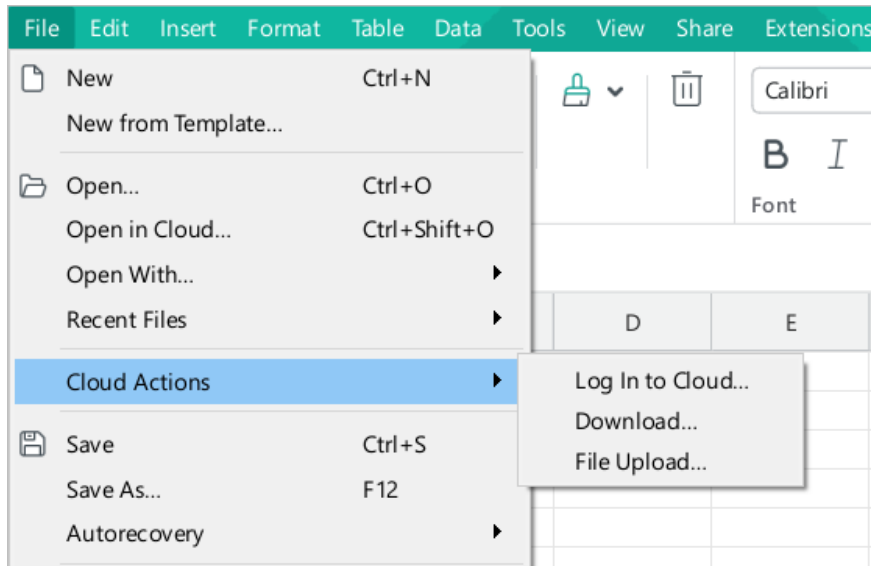 File Edit Insert Format Table Data Tools View Share Extensions
New Ctrl+N
New from Template...
Open... Ctrl+O
Open in Cloud... Ctrl+Shift+O
Open With...
Recent Files
Cloud Actions
Save Ctrl+S
Save As... F12
Autorecovery
Log In to Cloud...
Download...
File Upload...
Calibri
B I
Font
D E